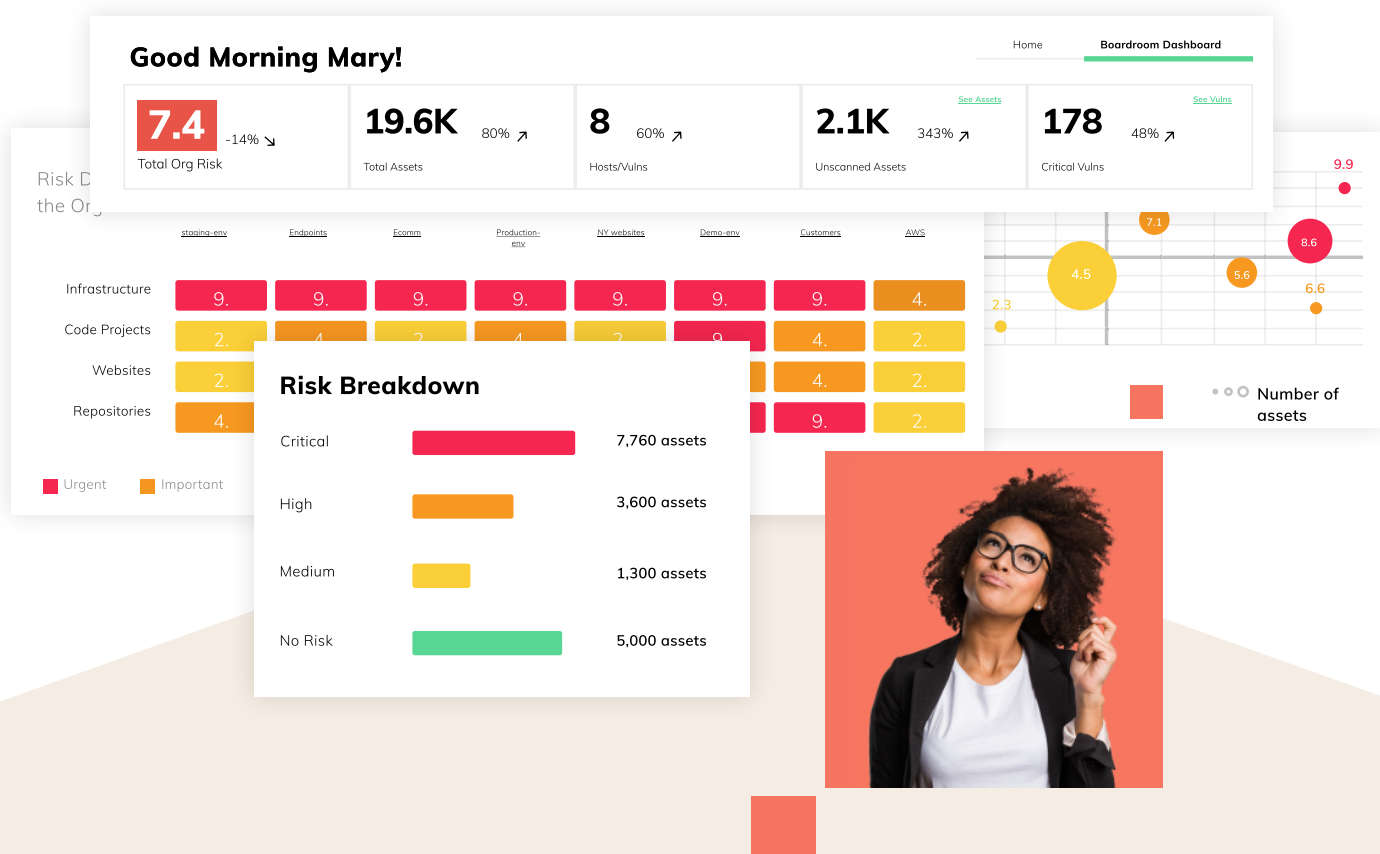 Good Morning Mary!
Home
Boardroom Dashboard
7.4
-14%
Total Org Risk
19.6K
80%
Total Assets
8
60%
Hosts/Vulns
See Assets
2.1K
343%
Unscanned Assets
See Vulns
178
48%
Critical Vulns
Risk
the
staging-env
Endpoints
Ecomm
Production-
env
NY websites
Demo-env
Customers
AWS
Infrastructure
9. 9. 9. 9. 9. 9. 9. 4.
Code Projects
2. 4. 2. 4. 2. 9. 4. 2.
Websites
2. 4. 2.
Repositories
4. 9. 2.
Urgent
Important
9.9
7.1
8.6
4.5
5.6
6.6
2.3
Number of
assets
Risk Breakdown
Critical
7,760 assets
High
3,600 assets
Medium
1,300 assets
No Risk
5,000 assets